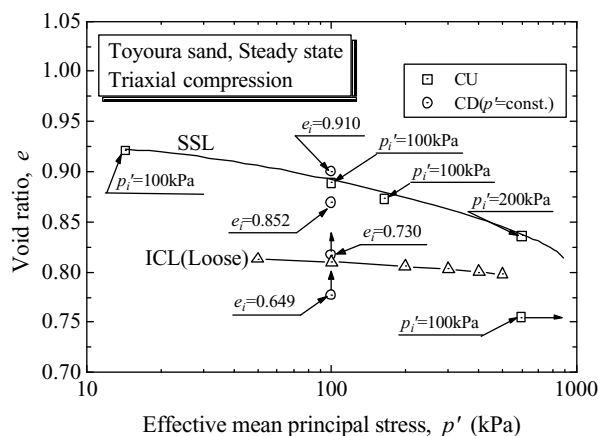 Toyoura sand, Steady state
Triaxial compression
CU
CD(p'=const.)
e_i=0.910
SSL
p_i'=100kPa
p_i'=100kPa
p_i'=100kPa
p_i'=200kPa
e_i=0.852
e_i=0.730
ICL(Loose)
e_i=0.649
p_i'=100kPa
1.05
1.00
0.95
0.90
0.85
0.80
0.75
0.70
Void ratio, e
10
100
1000
Effective mean principal stress, p' (kPa)